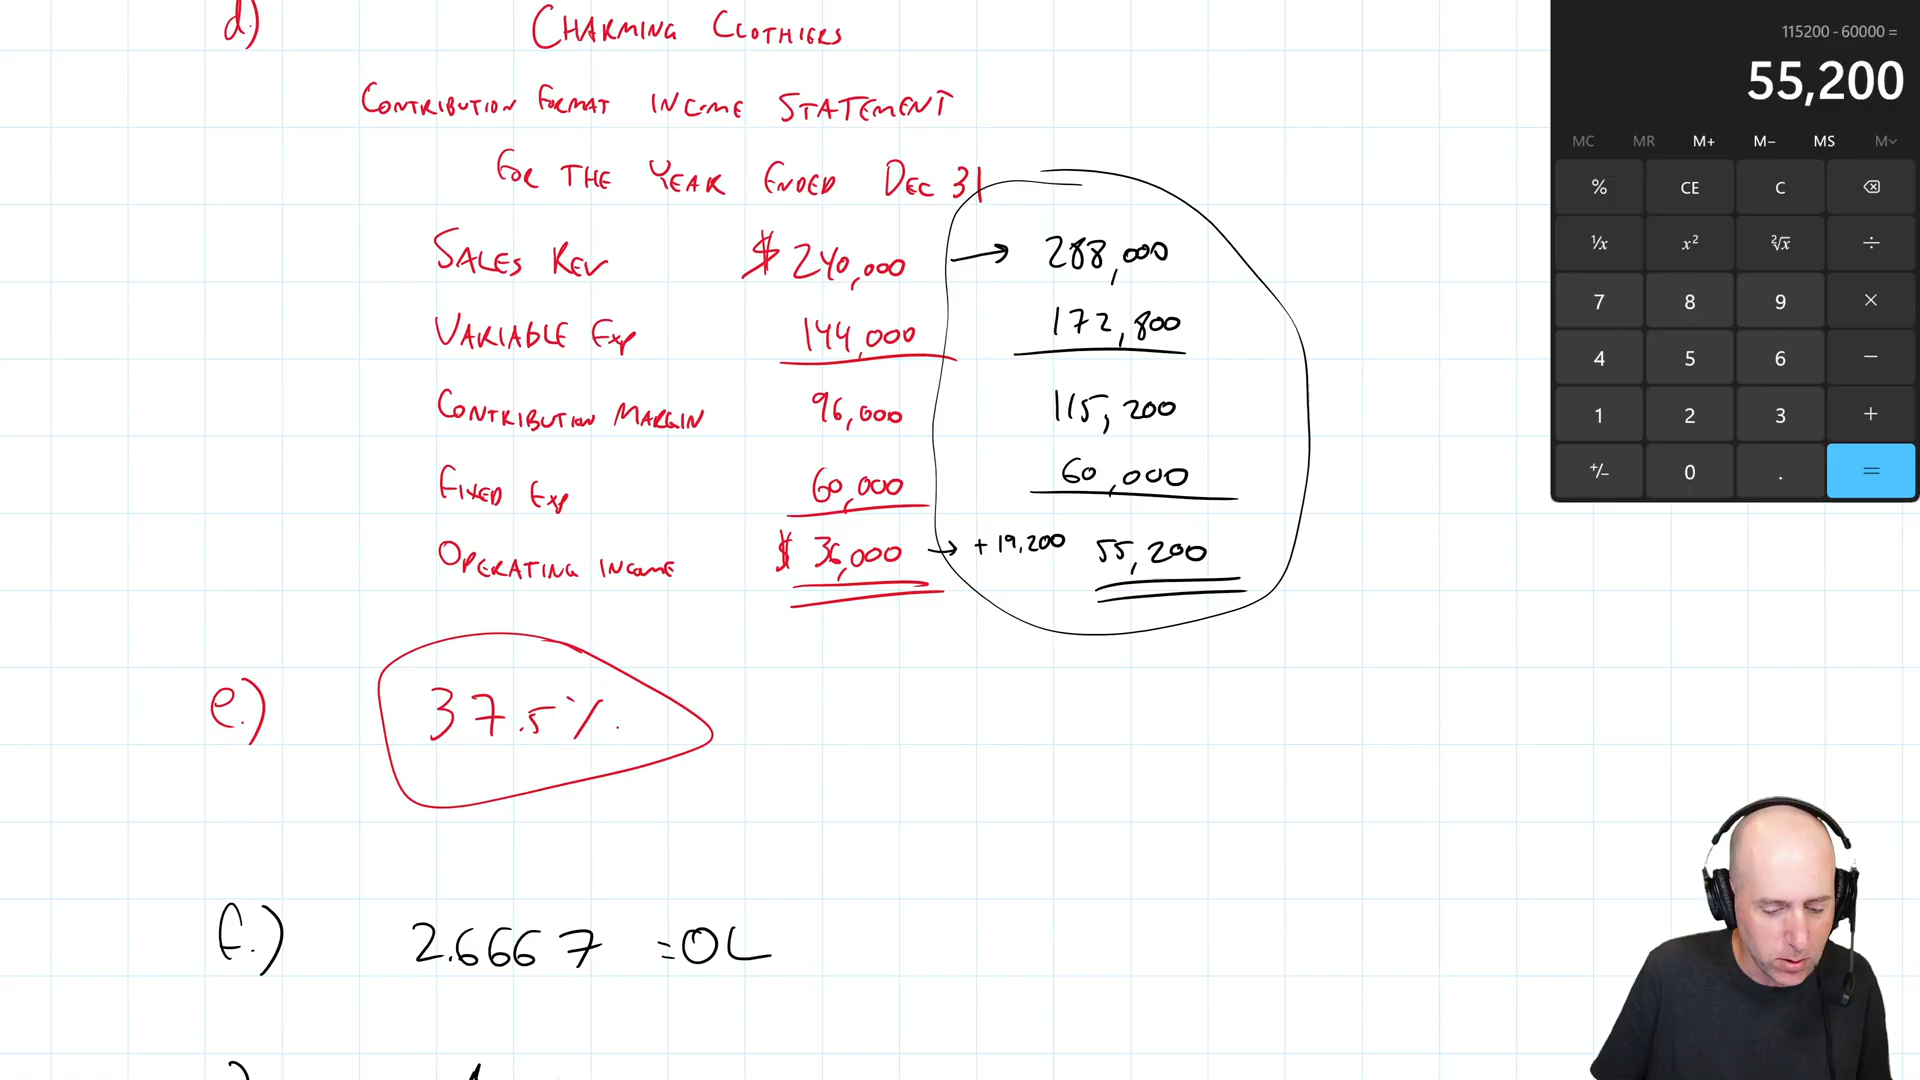 d.) CHARMING CLOTHIERS
CONTRIBUTION FORMAT INCOME STATEMENT
FOR THE YEAR ENDED DEC 31
SALES REV $ 240,000 → 288,000
VARIABLE EXP 144,000 172,800
CONTRIBUTION MARGIN 96,000 115,200
FIXED EXP 60,000 60,000
OPERATING INCOME $ 36,000 → + 19,200 55,200
e.) 37.5%
f.) 2.6667 = OL
115200 - 60000 =
55,200
MC MR M+ M− MS M˅
% CE C ⌫
1/x x² ²√x ÷
7 8 9 ×
4 5 6 −
1 2 3 +
+/− 0 . =